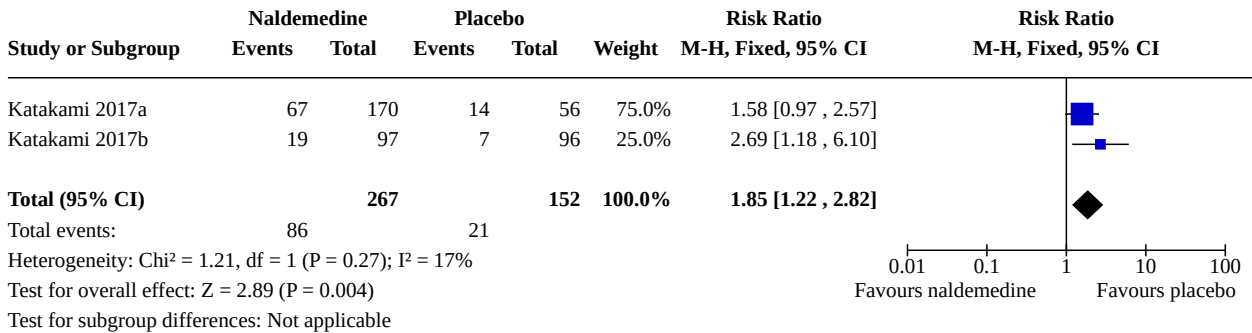 Naldemedine Placebo Risk Ratio Risk Ratio
Study or Subgroup Events Total Events Total Weight M-H, Fixed, 95% CI M-H, Fixed, 95% CI
Katakami 2017a 67 170 14 56 75.0% 1.58 [0.97 , 2.57]
Katakami 2017b 19 97 7 96 25.0% 2.69 [1.18 , 6.10]
Total (95% CI) 267 152 100.0% 1.85 [1.22 , 2.82]
Total events: 86 21
Heterogeneity: Chi² = 1.21, df = 1 (P = 0.27); I² = 17%
0.01 0.1 1 10 100
Test for overall effect: Z = 2.89 (P = 0.004)
Favours naldemedine Favours placebo
Test for subgroup differences: Not applicable